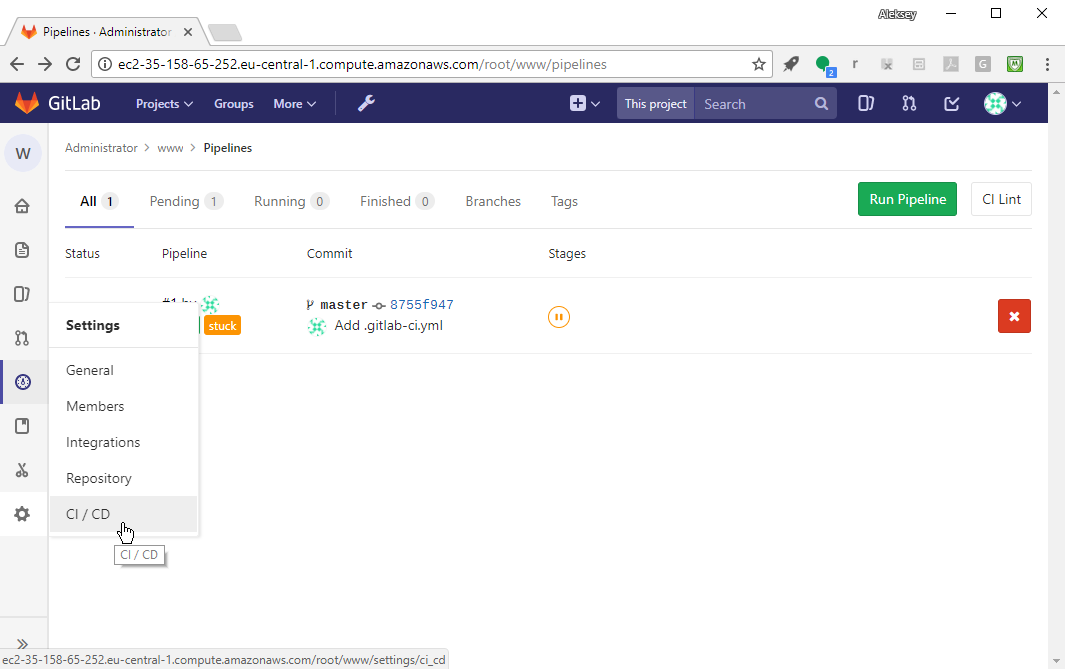 Pipelines · Administrator
Aleksey
ec2-35-158-65-252.eu-central-1.compute.amazonaws.com/root/www/pipelines
2
r
G
M
GitLab
Projects
Groups
More
This project
Search
W
Administrator > www > Pipelines
All 1
Pending 1
Running 0
Finished 0
Branches
Tags
Run Pipeline
CI Lint
Status
Pipeline
Commit
Stages
master
8755f947
stuck
Add .gitlab-ci.yml
Settings
General
Members
Integrations
Repository
CI / CD
CI / CD
ec2-35-158-65-252.eu-central-1.compute.amazonaws.com/root/www/settings/ci_cd